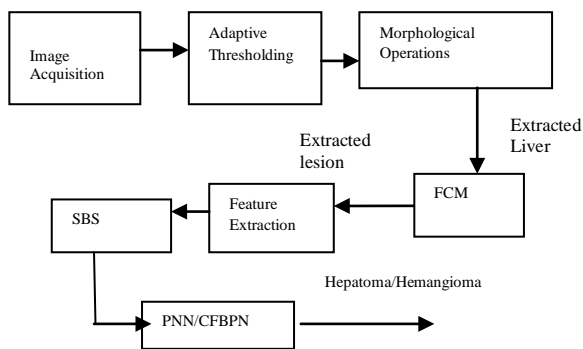 Image
Acquisition
Adaptive
Thresholding
Morphological
Operations
Extracted
Liver
Extracted
lesion
FCM
Feature
Extraction
SBS
PNN/CFBPN
Hepatoma/Hemangioma